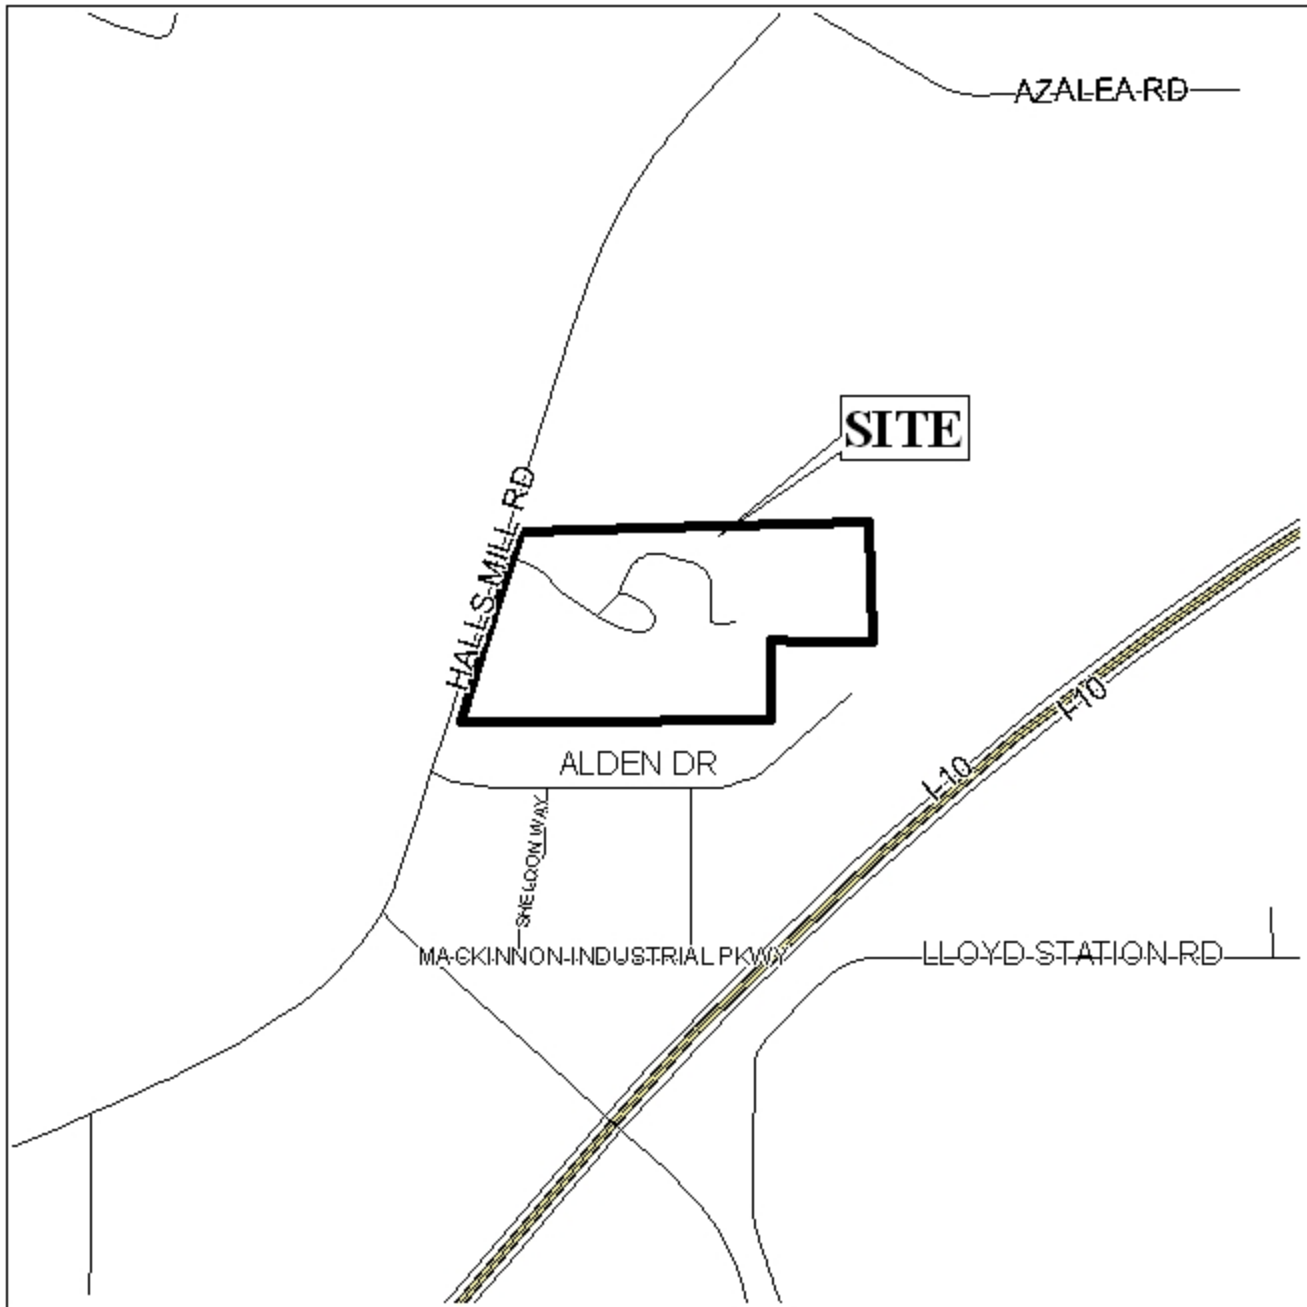 AZALEA RD
SITE
HALLS MILL RD
I-10
I-10
ALDEN DR
SHELDON WAY
MACKINNON INDUSTRIAL PKWY
LLOYD STATION RD